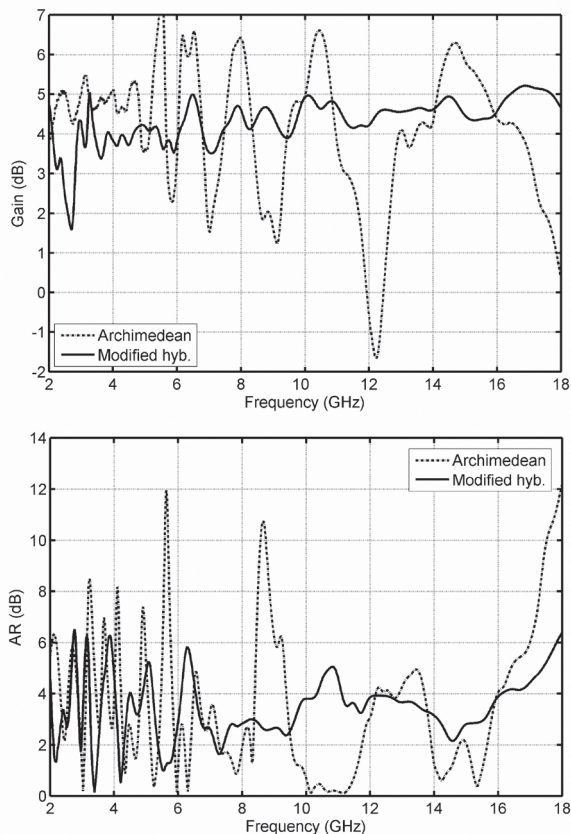 7
6
5
4
3
2
1
0
-1
-2
Gain (dB)
Archimedean
Modified hyb.
2 4 6 8 10 12 14 16 18
Frequency (GHz)
14
12
10
8
6
4
2
0
AR (dB)
Archimedean
Modified hyb.
2 4 6 8 10 12 14 16 18
Frequency (GHz)